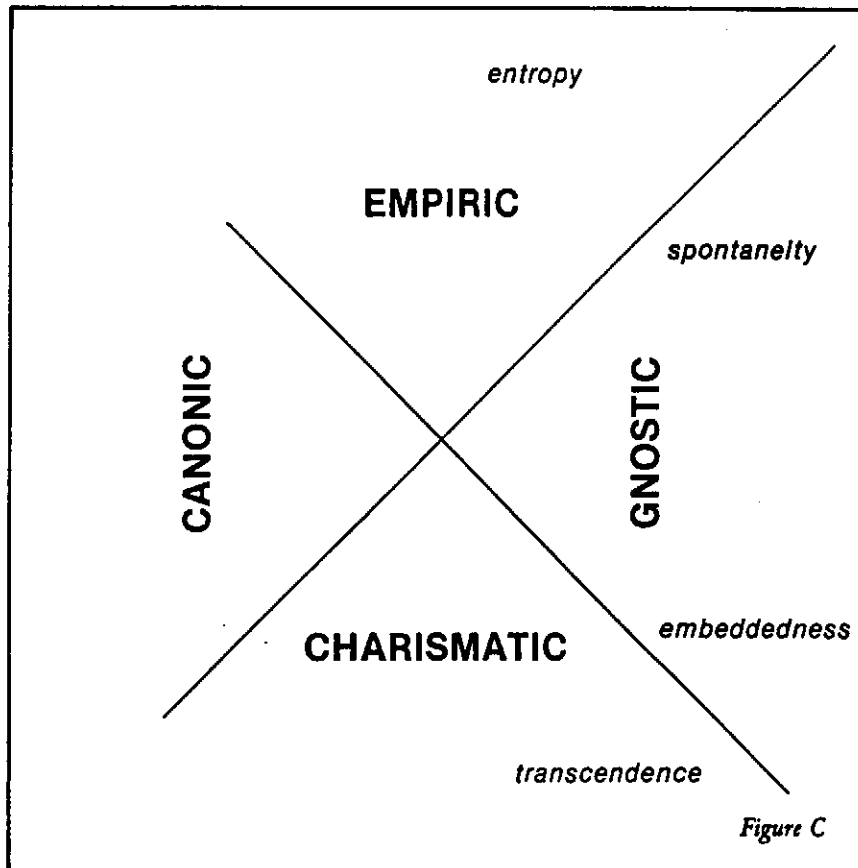 entropy
EMPIRIC
spontaneity
CANONIC
GNOSTIC
embeddedness
CHARISMATIC
transcendence
Figure C